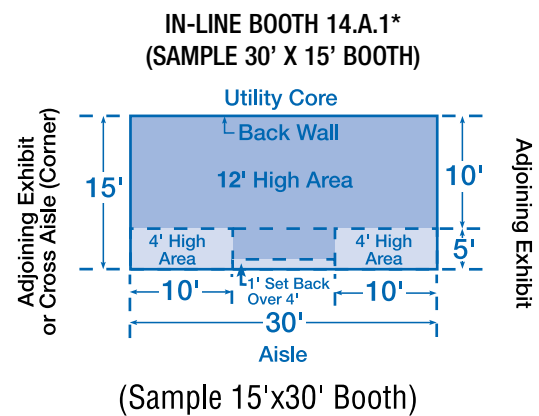 IN-LINE BOOTH 14.A.1*
(SAMPLE 30' X 15' BOOTH)
Utility Core
Back Wall
Adjoining Exhibit
or Cross Aisle (Corner)
15'
12' High Area
10'
Adjoining Exhibit
4' High
Area
4' High
Area
5'
1' Set Back
Over 4'
10'
10'
30'
Aisle
(Sample 15'x30' Booth)